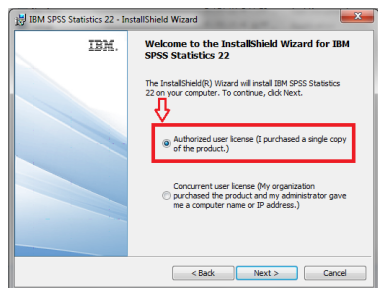 IBM SPSS Statistics 22 - InstallShield Wizard
IBM.
Welcome to the InstallShield Wizard for IBM
SPSS Statistics 22
The InstallShield(R) Wizard will install IBM SPSS Statistics
22 on your computer. To continue, click Next.
Authorized user license (I purchased a single copy
of the product.)
Concurrent user license (My organization
purchased the product and my administrator gave
me a computer name or IP address.)
< Back
Next >
Cancel